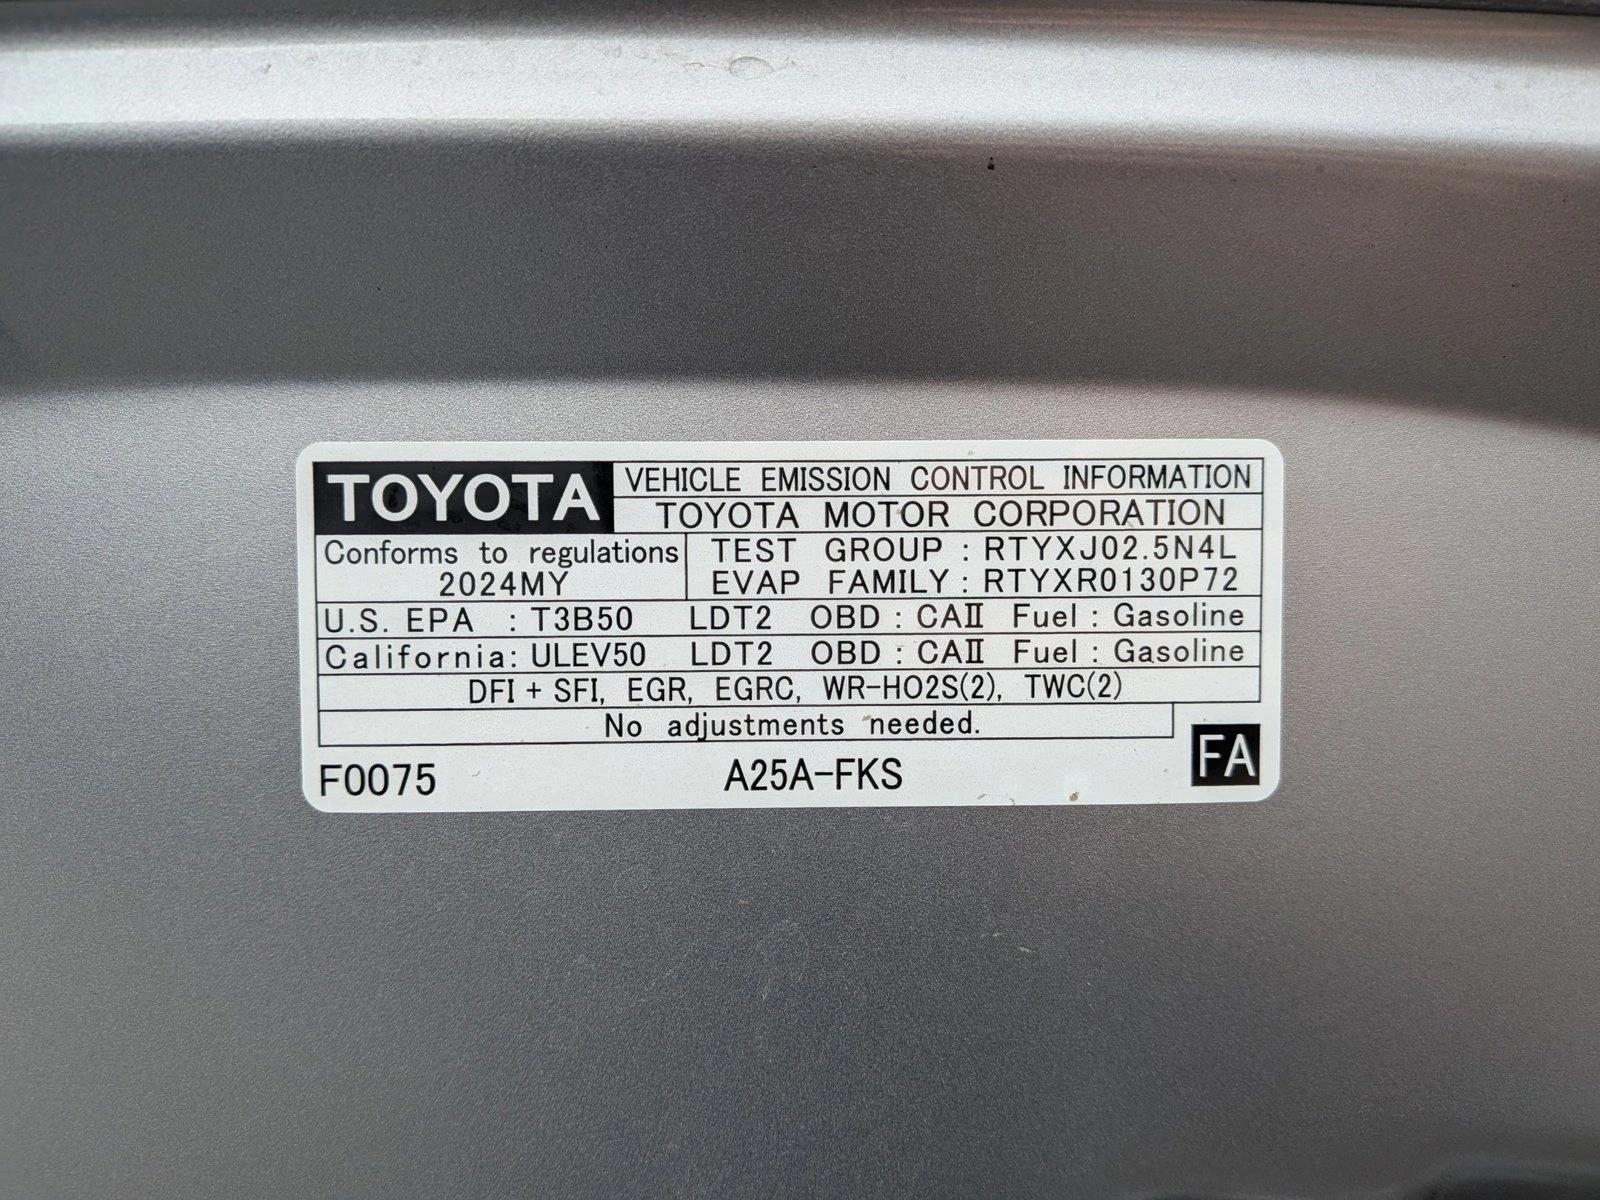 TOYOTA VEHICLE EMISSION CONTROL INFORMATION
TOYOTA MOTOR CORPORATION
Conforms to regulations
2024MY
TEST GROUP : RTYXJ02.5N4L
EVAP FAMILY : RTYXR0130P72
U.S. EPA : T3B50 LDT2 OBD : CAⅡ Fuel : Gasoline
California: ULEV50 LDT2 OBD : CAⅡ Fuel : Gasoline
DFI + SFI, EGR, EGRC, WR-HO2S(2), TWC(2)
No adjustments needed.
F0075 A25A-FKS FA